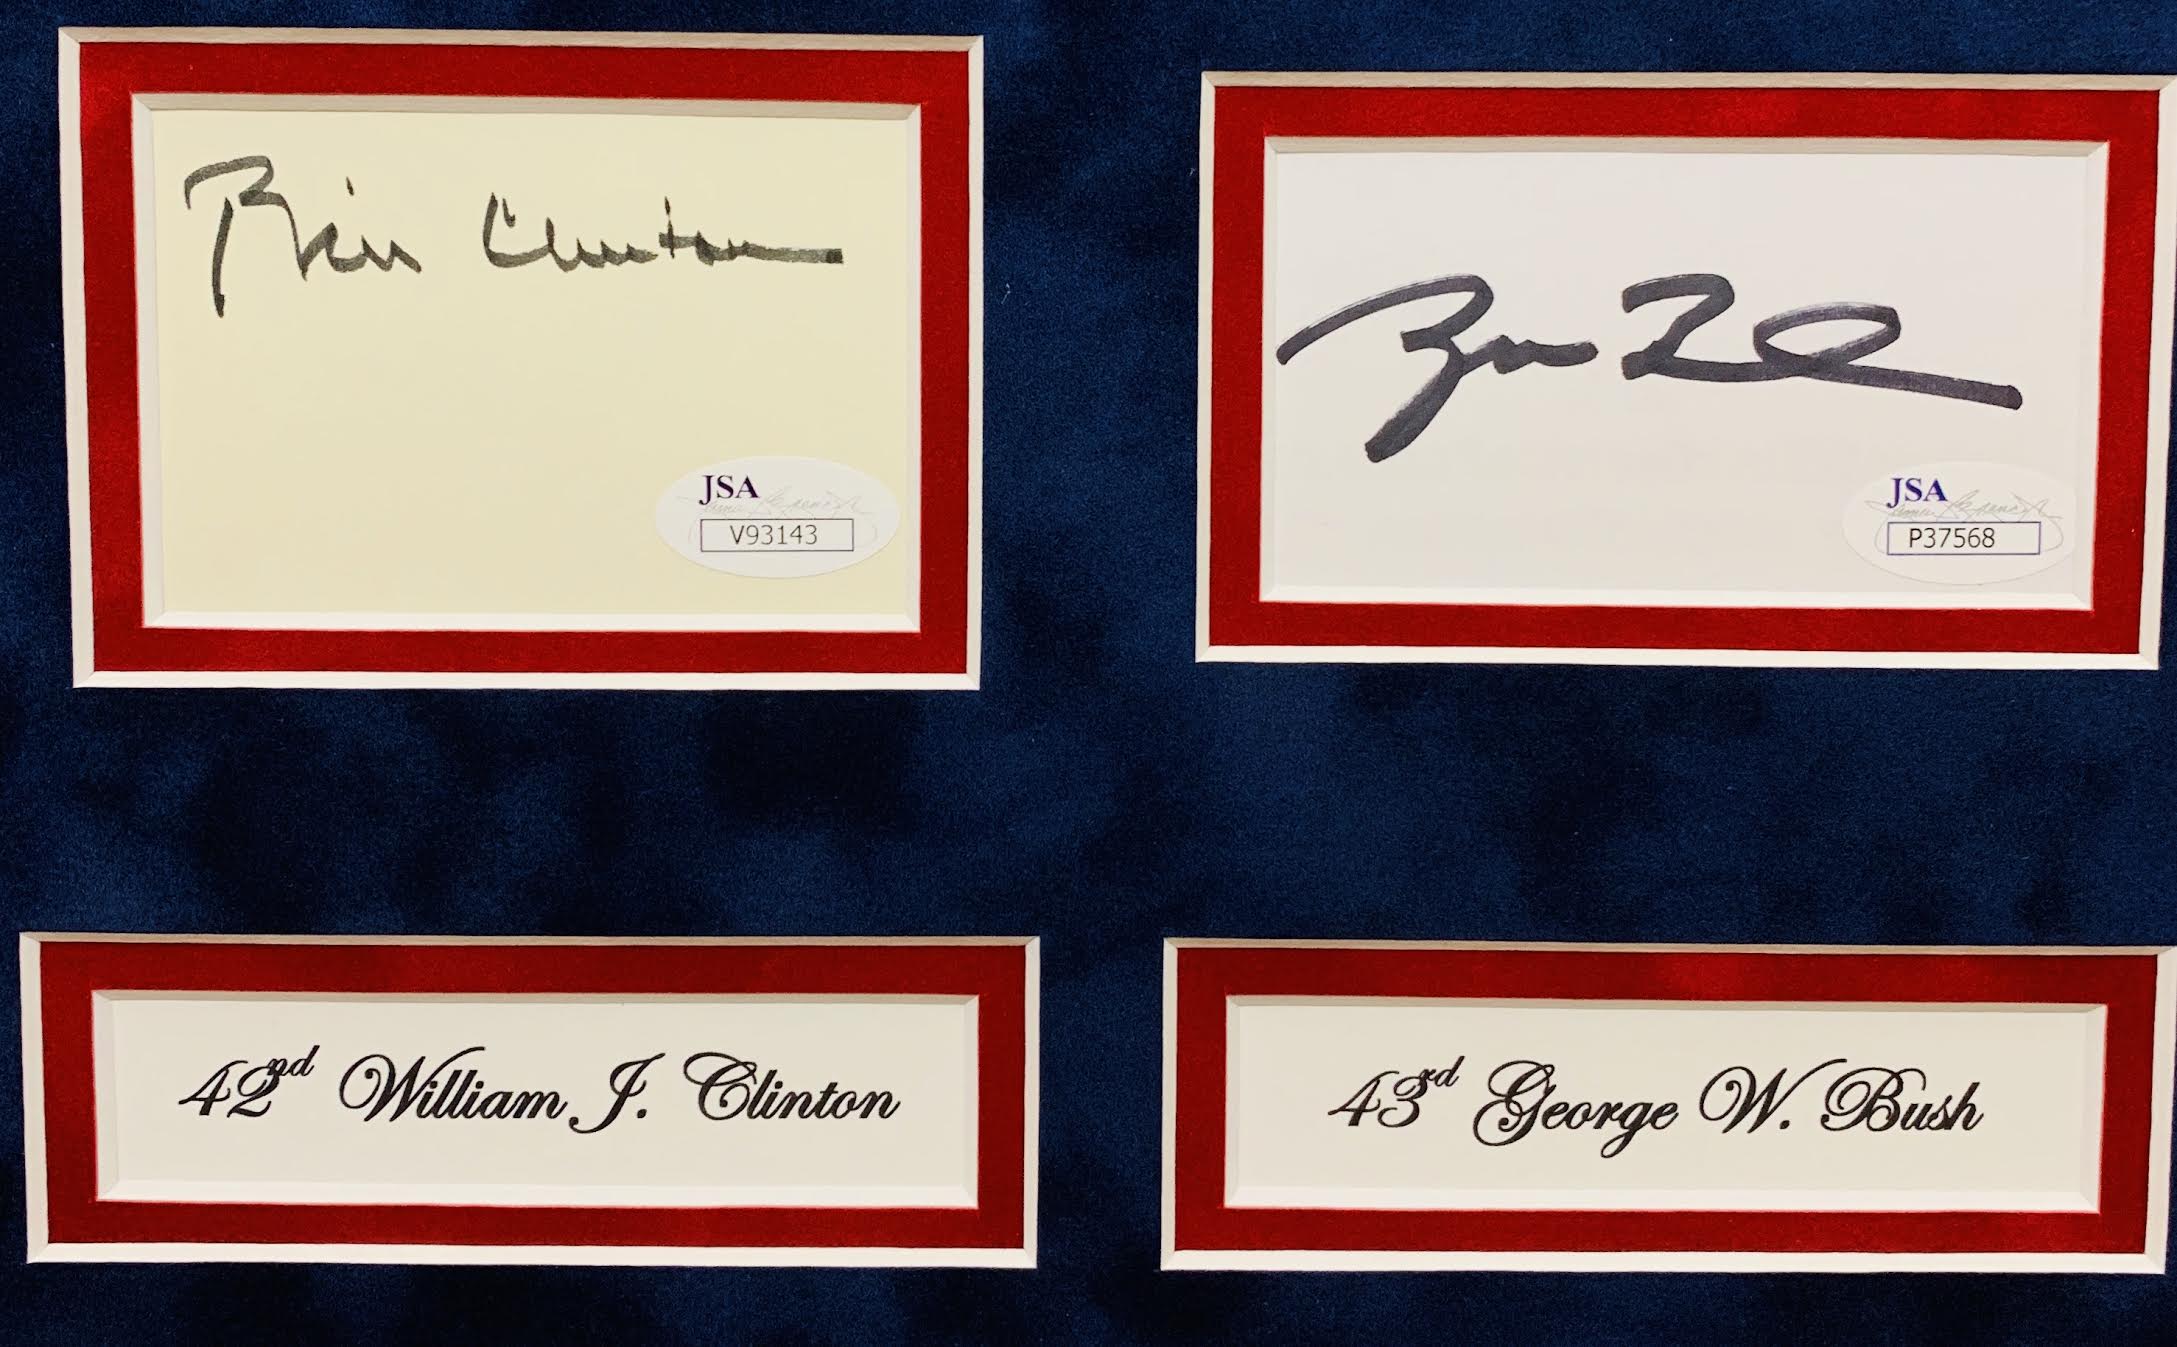 Bill Clinton
JSA
V93143
JSA
P37568
42nd William J. Clinton
43rd George W. Bush